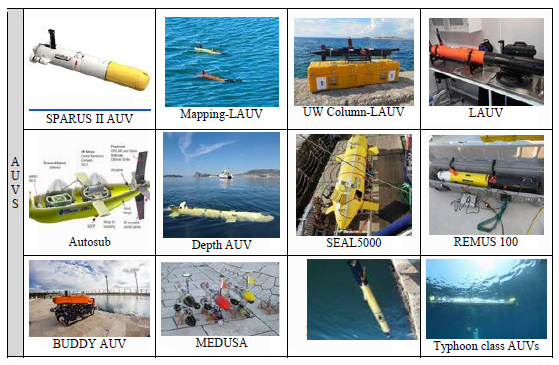 SPARUS II AUV
Mapping-LAUV
UW Column-LAUV
LAUV
A
U
V
S
Autosub
Depth AUV
SEAL5000
REMUS 100
BUDDY AUV
MEDUSA
Typhoon class AUVs